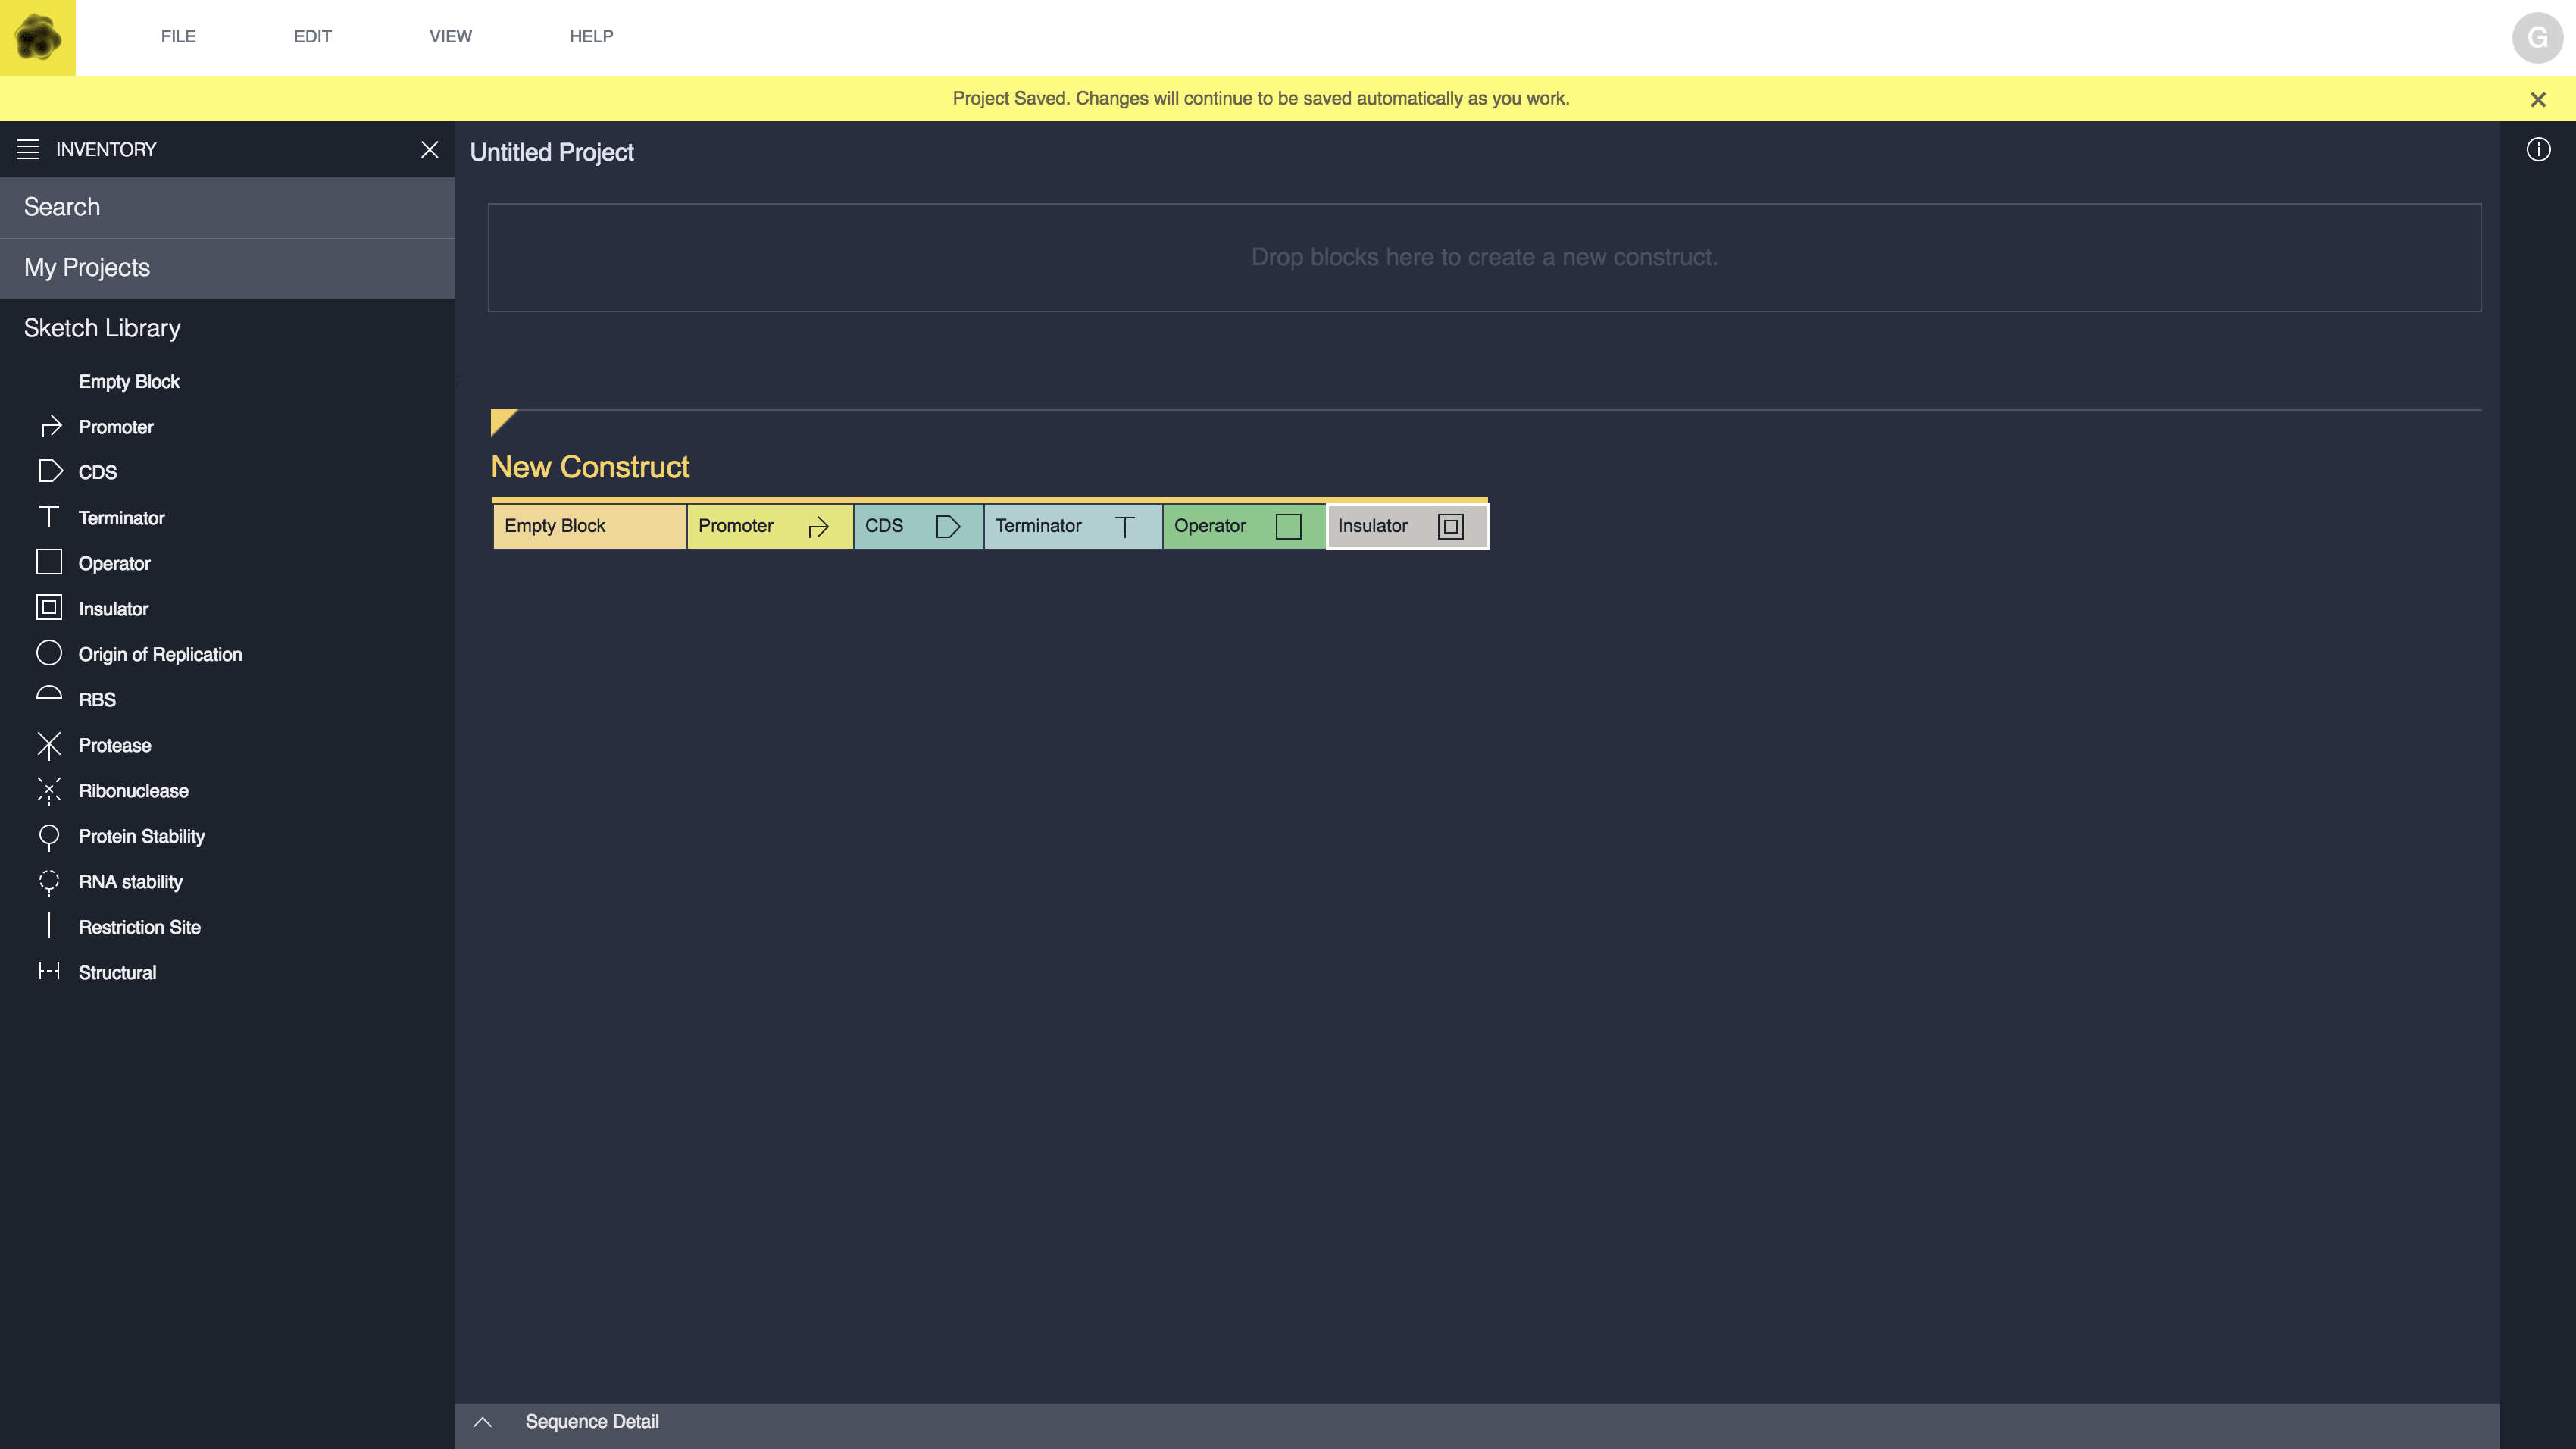 FILE EDIT VIEW HELP G
Project Saved. Changes will continue to be saved automatically as you work.
INVENTORY
Search
My Projects
Sketch Library
Empty Block
Promoter
CDS
Terminator
Operator
Insulator
Origin of Replication
RBS
Protease
Ribonuclease
Protein Stability
RNA stability
Restriction Site
Structural
Untitled Project
Drop blocks here to create a new construct.
New Construct
Empty Block Promoter CDS Terminator Operator Insulator
Sequence Detail